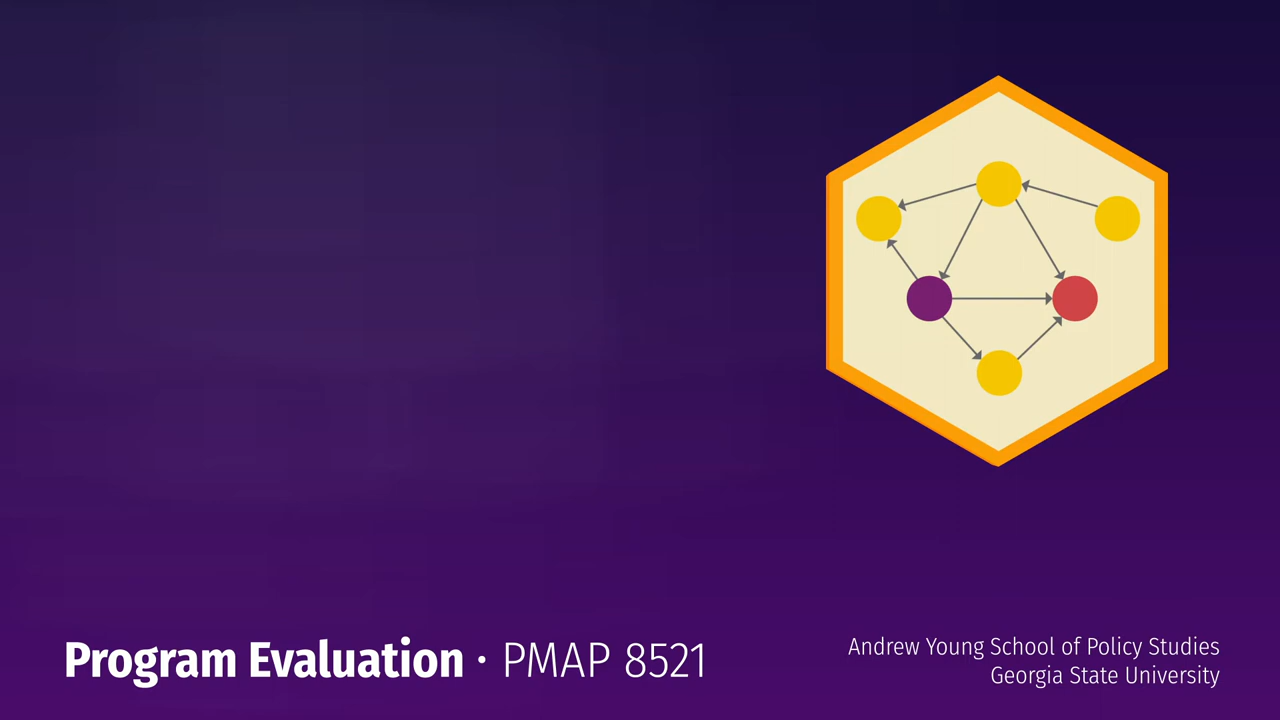 Program Evaluation · PMAP 8521
Andrew Young School of Policy Studies
Georgia State University